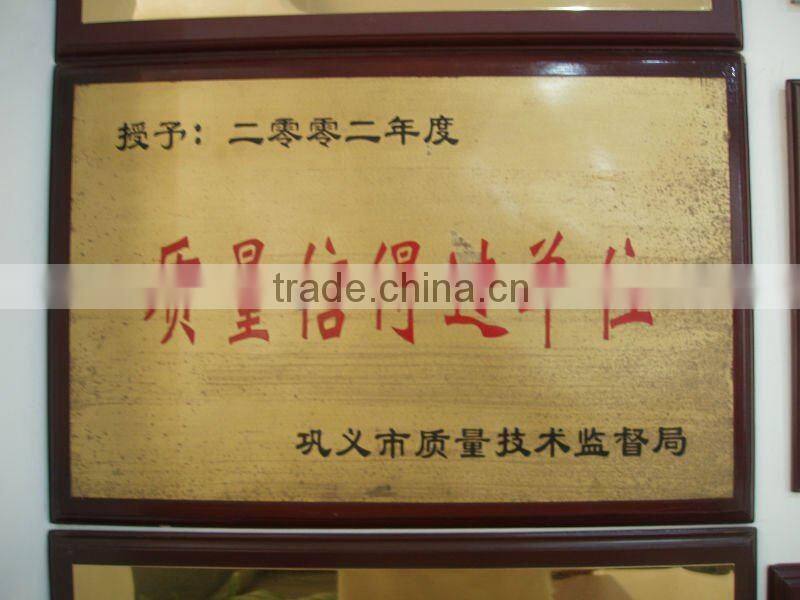 授予：二零零二年度
质量信得过单位
trade.china.cn
巩义市质量技术监督局